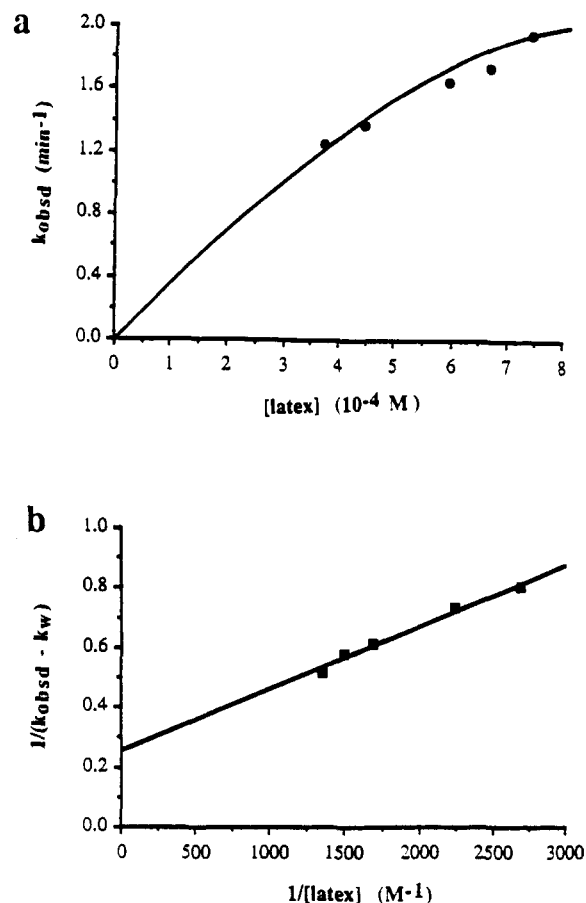 a
2.0
1.6
1.2
0.8
0.4
0.0
kobsd (min-1)
0 1 2 3 4 5 6 7 8
[latex] (10-4 M)
b
1.0
0.8
0.6
0.4
0.2
0.0
1/(kobsd - kw)
0 500 1000 1500 2000 2500 3000
1/[latex] (M-1)